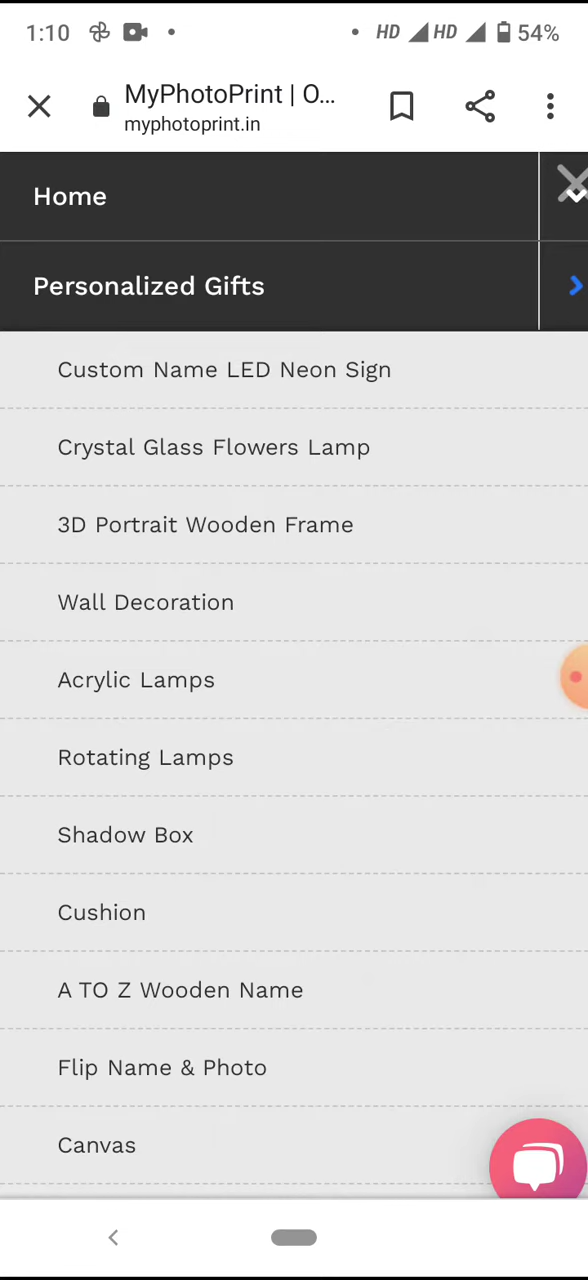 1:10 HD HD 54%
MyPhotoPrint | O...
myphotoprint.in
Home
Personalized Gifts
Custom Name LED Neon Sign
Crystal Glass Flowers Lamp
3D Portrait Wooden Frame
Wall Decoration
Acrylic Lamps
Rotating Lamps
Shadow Box
Cushion
A TO Z Wooden Name
Flip Name & Photo
Canvas